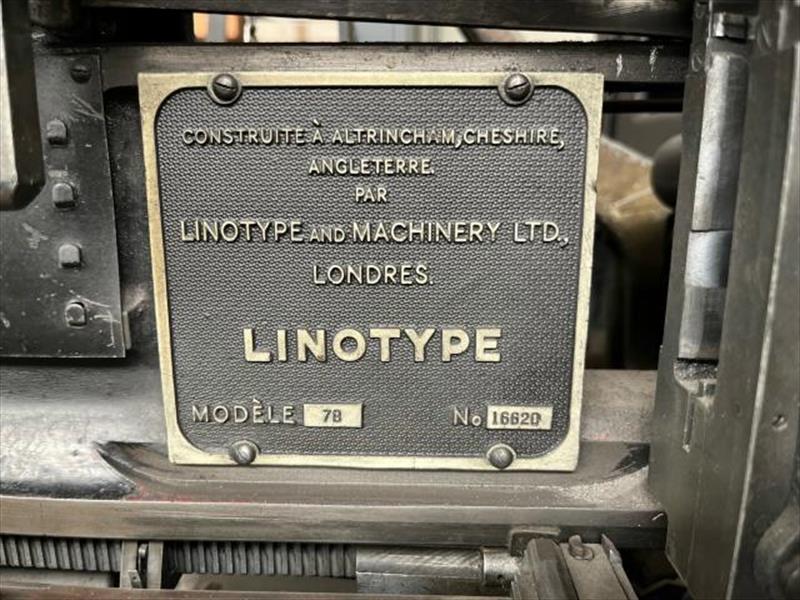 CONSTRUITE À ALTRINCHAM, CHESHIRE,
ANGLETERRE.
PAR
LINOTYPE AND MACHINERY LTD.,
LONDRES.
LINOTYPE
MODÈLE 78 No 16620